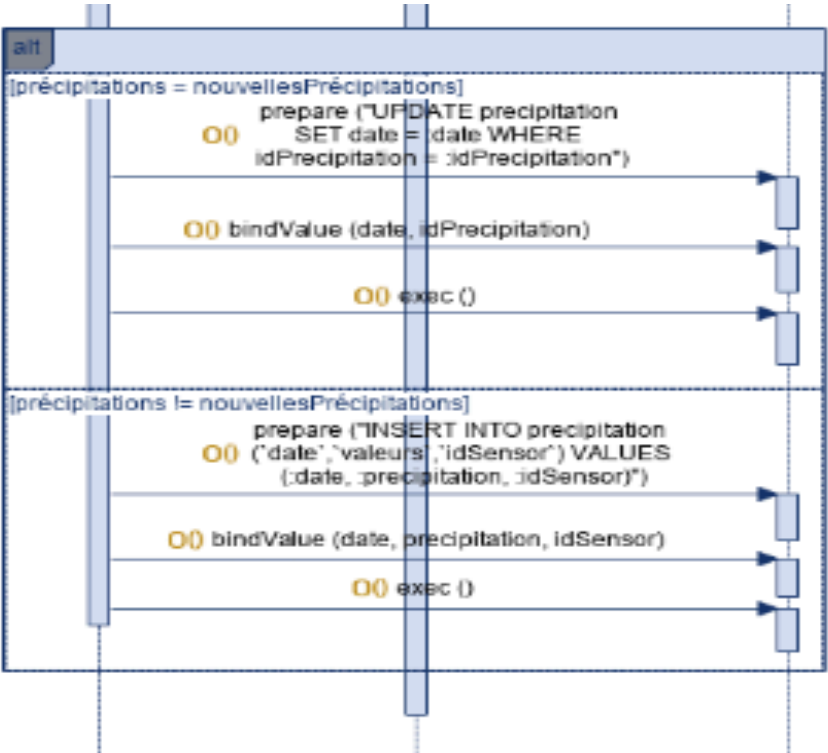 alt
[précipitations = nouvellesPrécipitations]
prepare ("UPDATE precipitation
O() SET date = :date WHERE
idPrecipitation = :idPrecipitation")
O() bindValue (date, idPrecipitation)
O() exec ()
[précipitations != nouvellesPrécipitations]
prepare ("INSERT INTO precipitation
O() (`date`,`valeurs`,`idSensor`) VALUES
(:date, :precipitation, :idSensor)")
O() bindValue (date, precipitation, idSensor)
O() exec ()